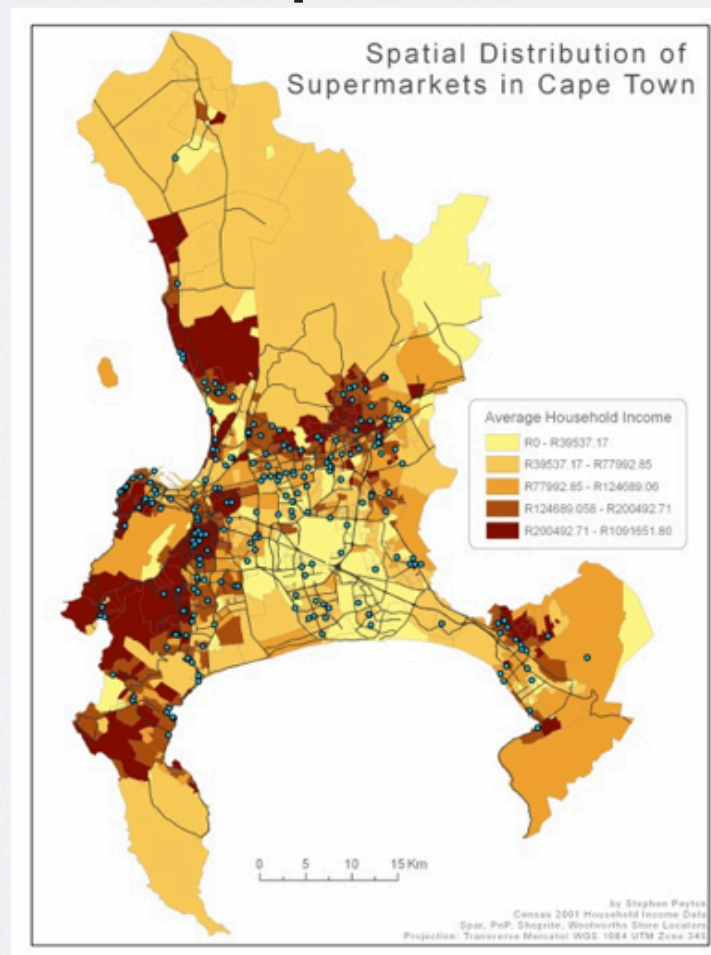 Spatial Distribution of
Supermarkets in Cape Town
Average Household Income
R0 - R39537.17
R39537.17 - R77992.85
R77992.85 - R124689.06
R124689.058 - R200492.71
R200492.71 - R1091651.80
0 5 10 15 Km
by Stephen Peyton
Census 2001 Household Income Data
Spar, PnP, Shoprite, Woolworths Store Locators
Projection: Transverse Mercator WGS 1984 UTM Zone 34S